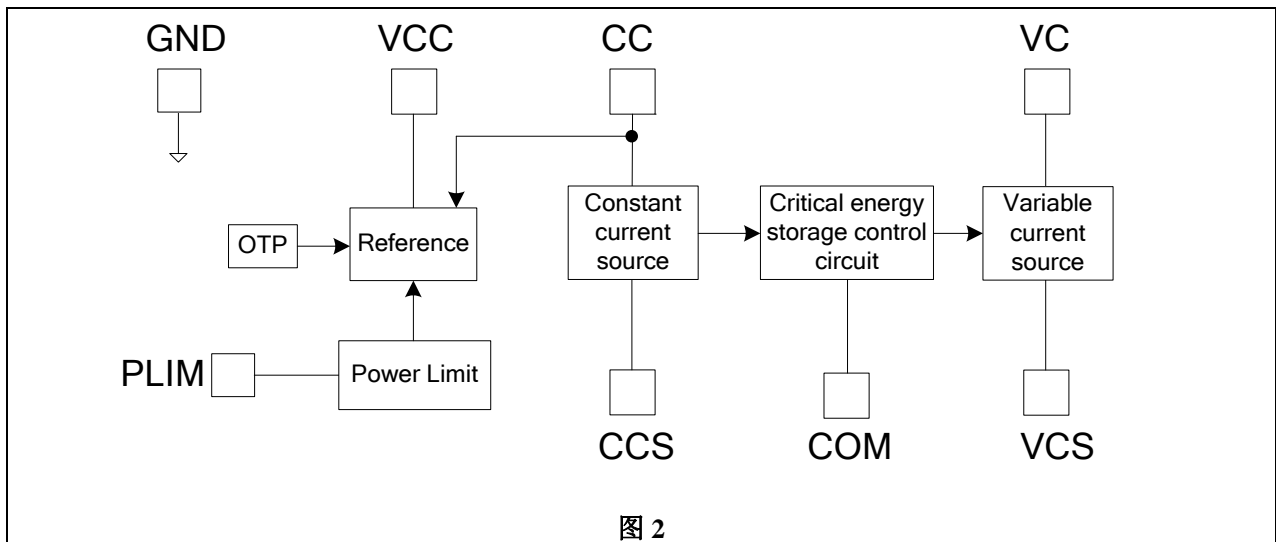 GND
VCC
CC
VC
OTP
Reference
Constant
current
source
Critical energy
storage control
circuit
Variable
current
source
PLIM
Power Limit
CCS
COM
VCS
图 2